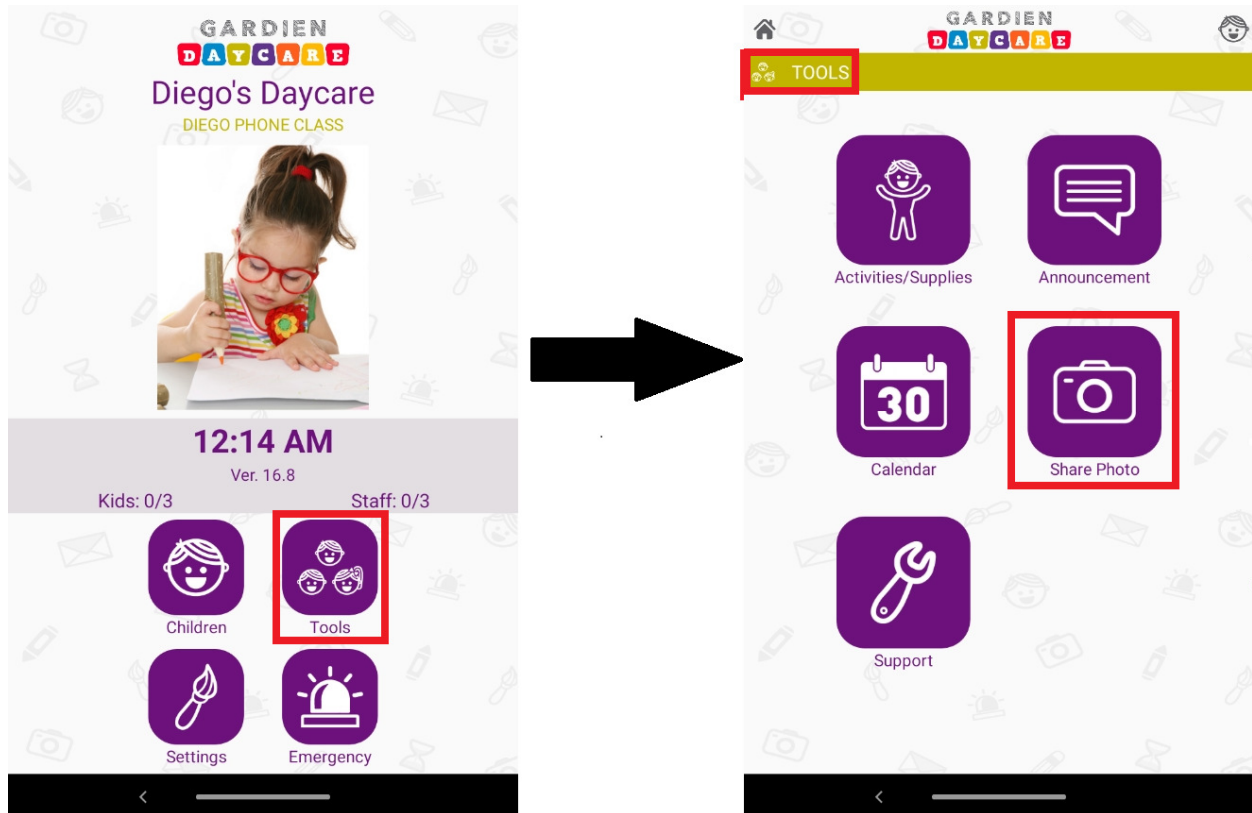 GARDIEN
DAYCARE
Diego's Daycare
DIEGO PHONE CLASS
12:14 AM
Ver. 16.8
Kids: 0/3 Staff: 0/3
Children Tools
Settings Emergency
GARDIEN
DAYCARE
TOOLS
Activities/Supplies Announcement
30
Calendar Share Photo
Support